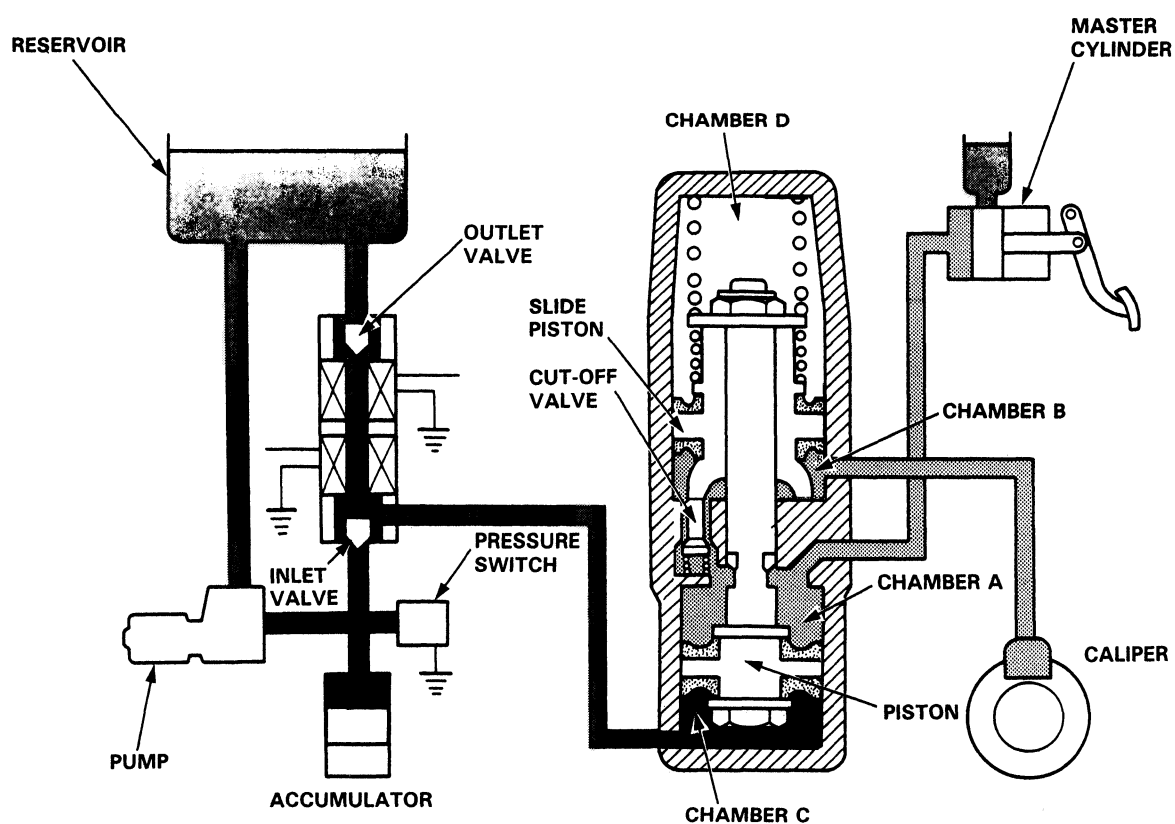 MASTER
CYLINDER
RESERVOIR
CHAMBER D
OUTLET
VALVE
SLIDE
PISTON
CUT-OFF
VALVE
CHAMBER B
PRESSURE
SWITCH
INLET
VALVE
CHAMBER A
CALIPER
PISTON
PUMP
ACCUMULATOR
CHAMBER C